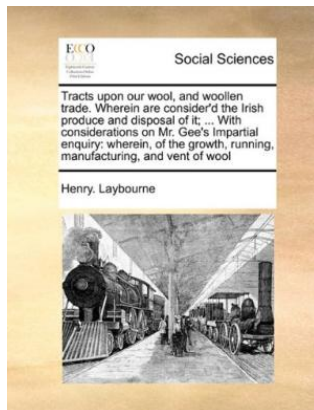 ECCO
Social Sciences
Tracts upon our wool, and woollen
trade. Wherein are consider'd the Irish
produce and disposal of it; ... With
considerations on Mr. Gee's Impartial
enquiry: wherein, of the growth, running,
manufacturing, and vent of wool
Henry. Laybourne